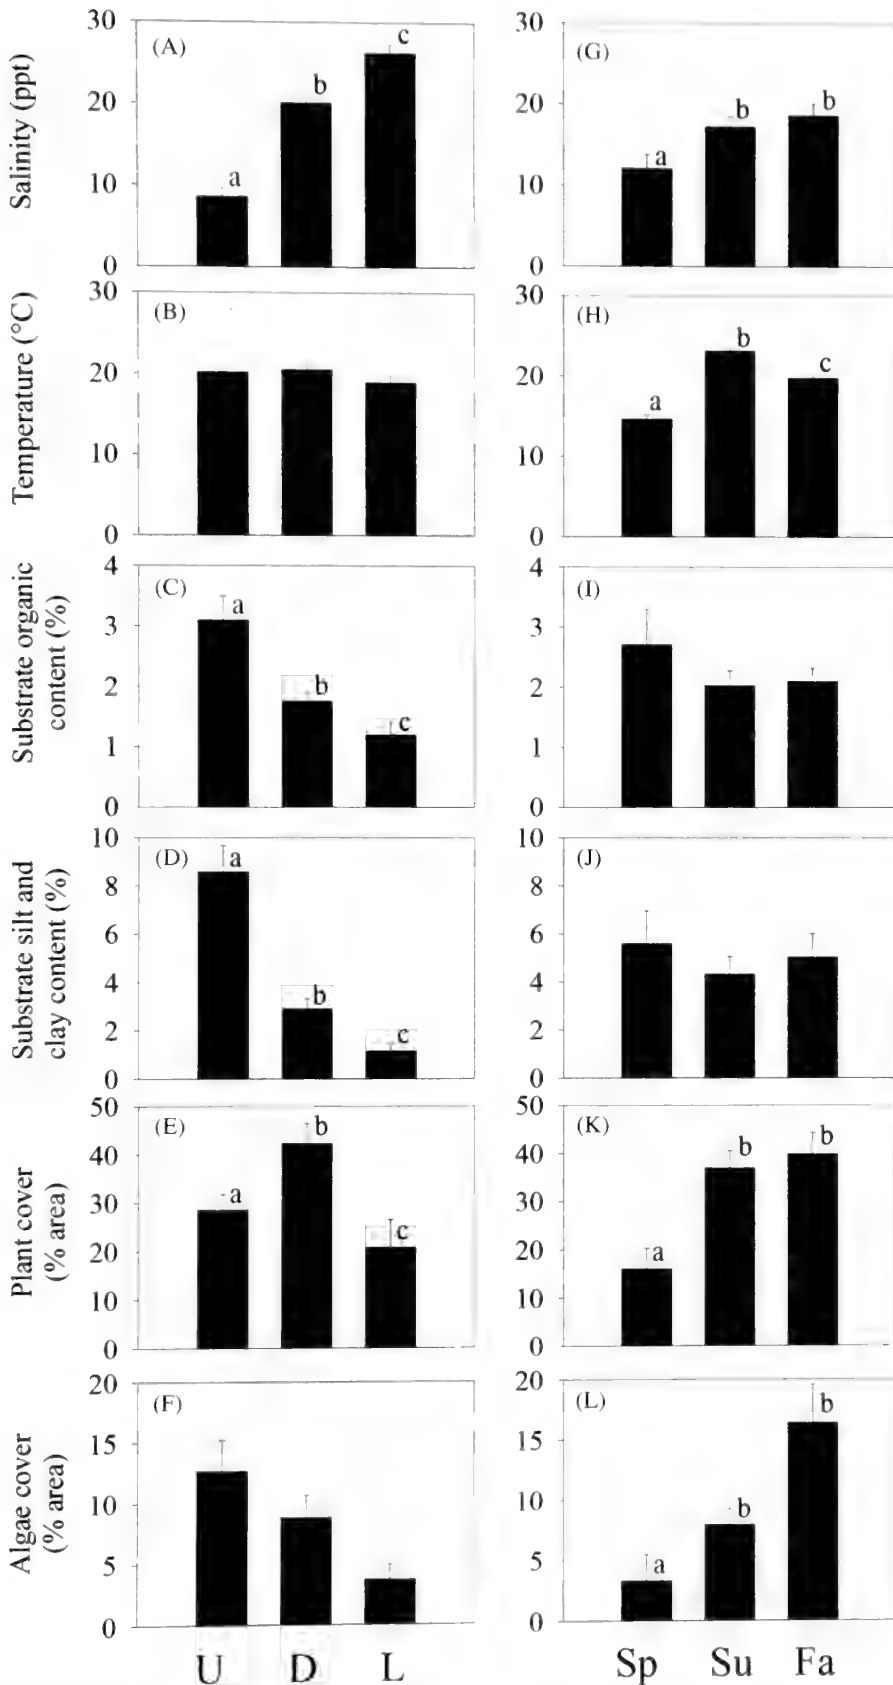 Salinity (ppt)
30
20
10
0
(A)
a
b
c
30
20
10
0
(G)
a
b
b
Temperature (°C)
30
20
10
0
(B)
30
20
10
0
(H)
a
b
c
Substrate organic
content (%)
4
3
2
1
0
(C)
a
b
c
4
3
2
1
0
(I)
Substrate silt and
clay content (%)
10
8
6
4
2
0
(D)
a
b
c
10
8
6
4
2
0
(J)
Plant cover
(% area)
50
40
30
20
10
0
(E)
a
b
c
50
40
30
20
10
0
(K)
a
b
b
Algae cover
(% area)
20
15
10
5
0
(F)
20
15
10
5
0
(L)
a
b
b
U D L
Sp Su Fa